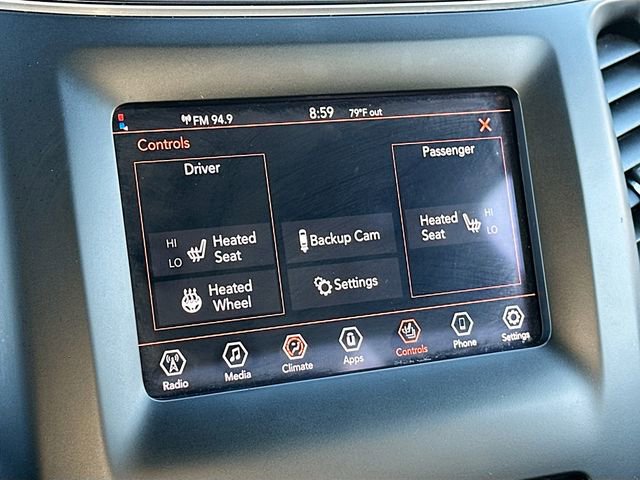 FM 94.9 8:59 79°F out
Controls
Driver
Passenger
HI
LO
Heated
Seat
Heated
Wheel
Backup Cam
Settings
Heated
Seat
HI
LO
Radio Media Climate Apps Controls Phone Settings